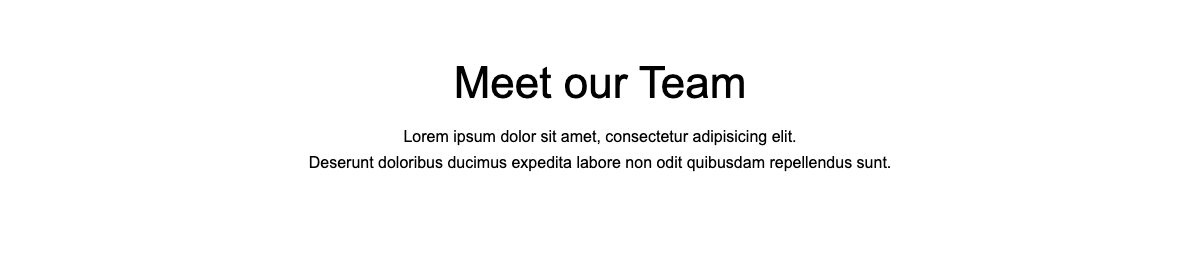 Meet our Team
Lorem ipsum dolor sit amet, consectetur adipisicing elit.
Deserunt doloribus ducimus expedita labore non odit quibusdam repellendus sunt.